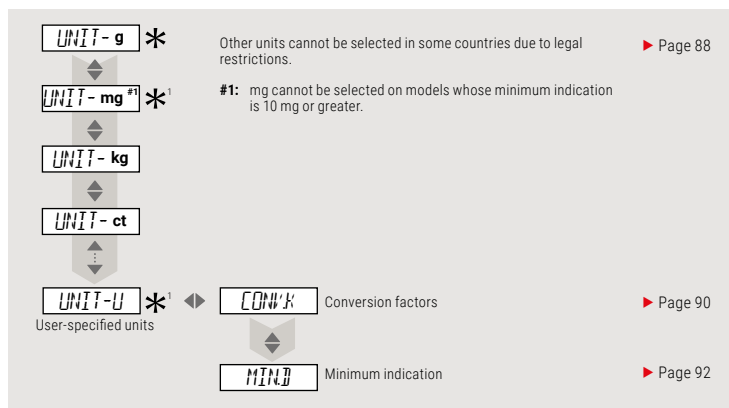 UNIT- g *
Other units cannot be selected in some countries due to legal
restrictions.
▶ Page 88
UNIT- mg #1 *1
#1: mg cannot be selected on models whose minimum indication
is 10 mg or greater.
UNIT- kg
UNIT- ct
UNIT-U *1
User-specified units
CONV.K
Conversion factors
▶ Page 90
MIN.D
Minimum indication
▶ Page 92